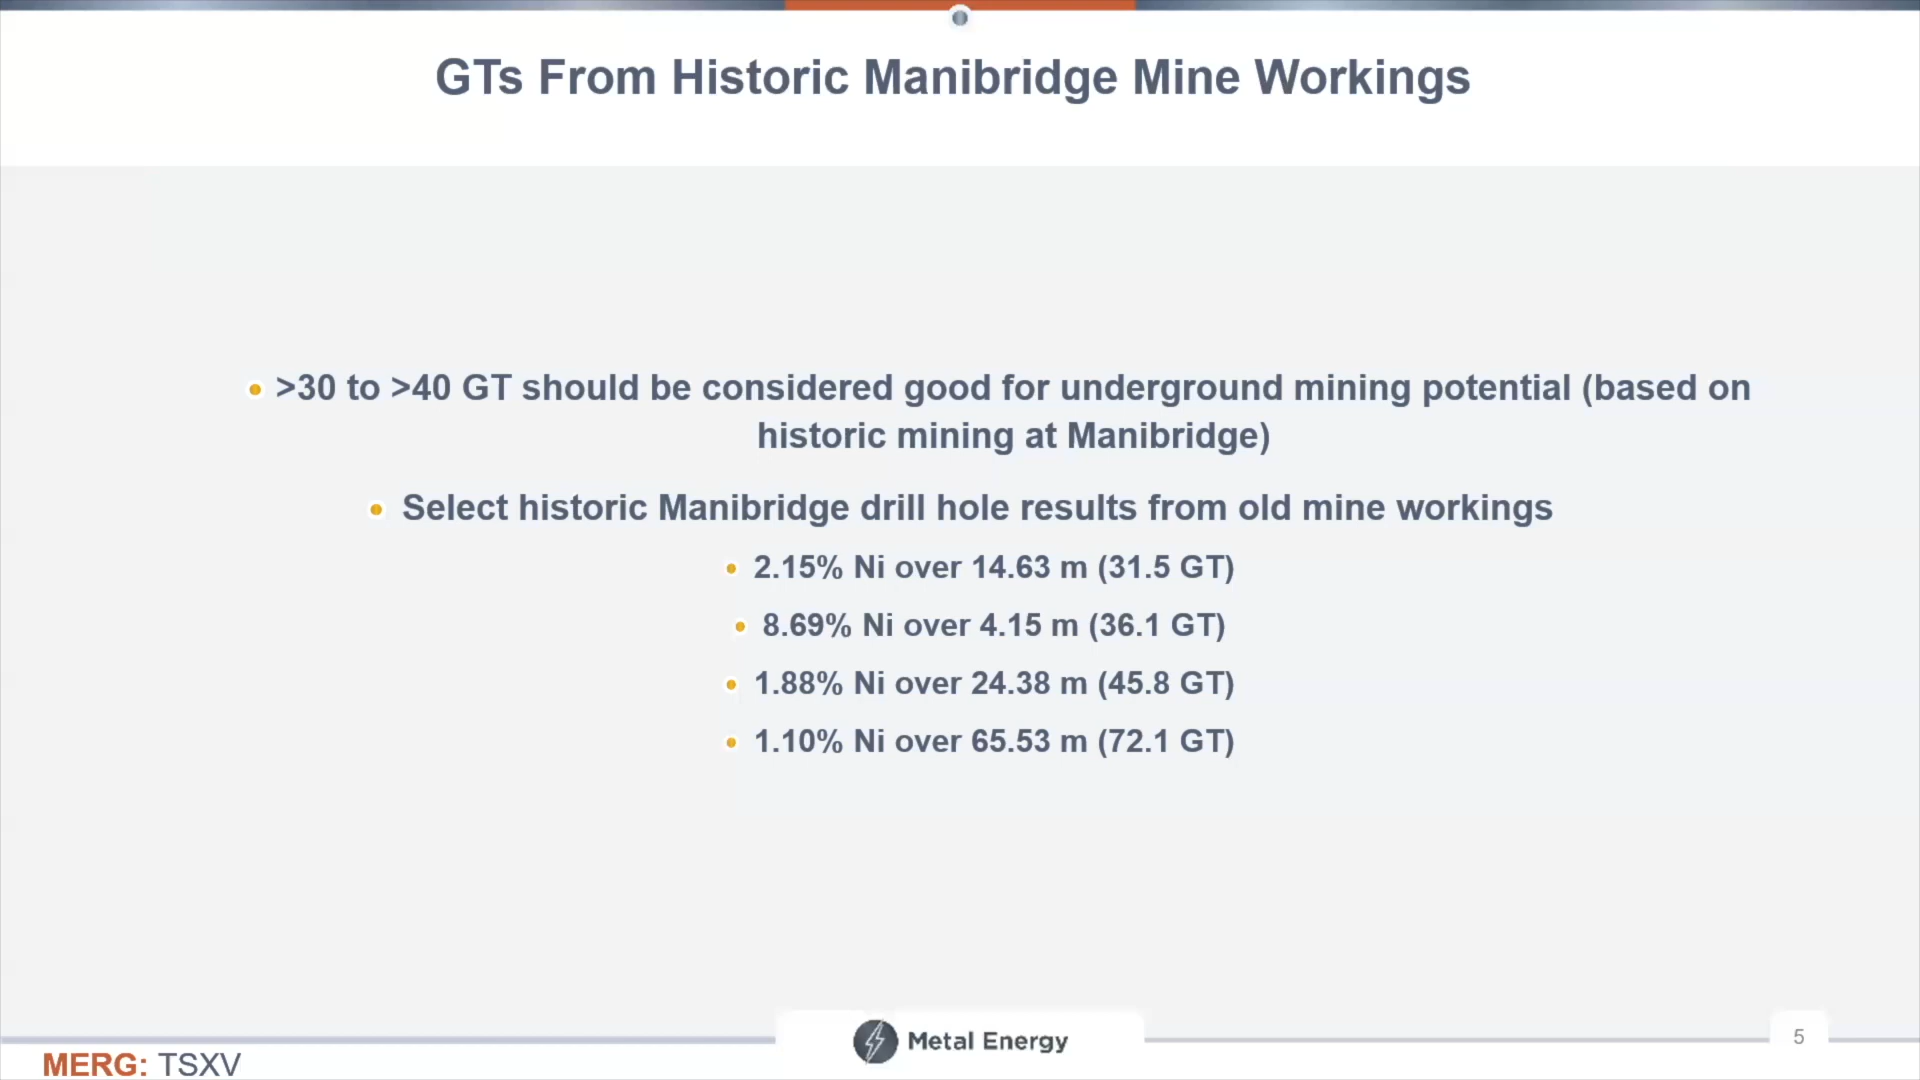 GTs From Historic Manibridge Mine Workings
• >30 to >40 GT should be considered good for underground mining potential (based on
historic mining at Manibridge)
• Select historic Manibridge drill hole results from old mine workings
• 2.15% Ni over 14.63 m (31.5 GT)
• 8.69% Ni over 4.15 m (36.1 GT)
• 1.88% Ni over 24.38 m (45.8 GT)
• 1.10% Ni over 65.53 m (72.1 GT)
Metal Energy
5
MERG: TSXV